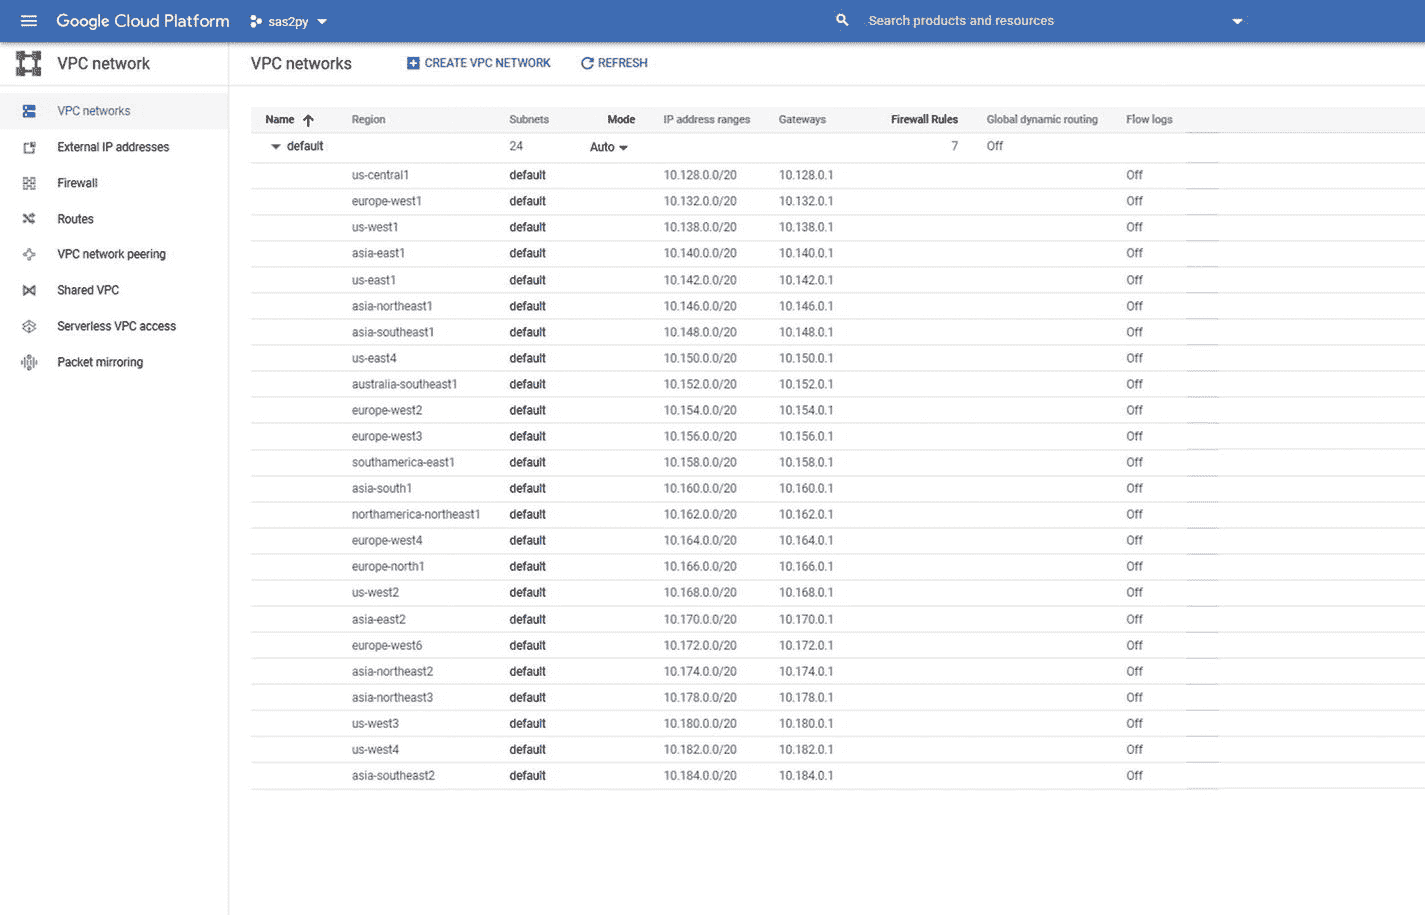 Google Cloud Platform sas2py Search products and resources
VPC network VPC networks CREATE VPC NETWORK REFRESH
VPC networks
External IP addresses
Firewall
Routes
VPC network peering
Shared VPC
Serverless VPC access
Packet mirroring
Name Region Subnets Mode IP address ranges Gateways Firewall Rules Global dynamic routing Flow logs
default 24 Auto 7 Off
us-central1 default 10.128.0.0/20 10.128.0.1 Off
europe-west1 default 10.132.0.0/20 10.132.0.1 Off
us-west1 default 10.138.0.0/20 10.138.0.1 Off
asia-east1 default 10.140.0.0/20 10.140.0.1 Off
us-east1 default 10.142.0.0/20 10.142.0.1 Off
asia-northeast1 default 10.146.0.0/20 10.146.0.1 Off
asia-southeast1 default 10.148.0.0/20 10.148.0.1 Off
us-east4 default 10.150.0.0/20 10.150.0.1 Off
australia-southeast1 default 10.152.0.0/20 10.152.0.1 Off
europe-west2 default 10.154.0.0/20 10.154.0.1 Off
europe-west3 default 10.156.0.0/20 10.156.0.1 Off
southamerica-east1 default 10.158.0.0/20 10.158.0.1 Off
asia-south1 default 10.160.0.0/20 10.160.0.1 Off
northamerica-northeast1 default 10.162.0.0/20 10.162.0.1 Off
europe-west4 default 10.164.0.0/20 10.164.0.1 Off
europe-north1 default 10.166.0.0/20 10.166.0.1 Off
us-west2 default 10.168.0.0/20 10.168.0.1 Off
asia-east2 default 10.170.0.0/20 10.170.0.1 Off
europe-west6 default 10.172.0.0/20 10.172.0.1 Off
asia-northeast2 default 10.174.0.0/20 10.174.0.1 Off
asia-northeast3 default 10.178.0.0/20 10.178.0.1 Off
us-west3 default 10.180.0.0/20 10.180.0.1 Off
us-west4 default 10.182.0.0/20 10.182.0.1 Off
asia-southeast2 default 10.184.0.0/20 10.184.0.1 Off